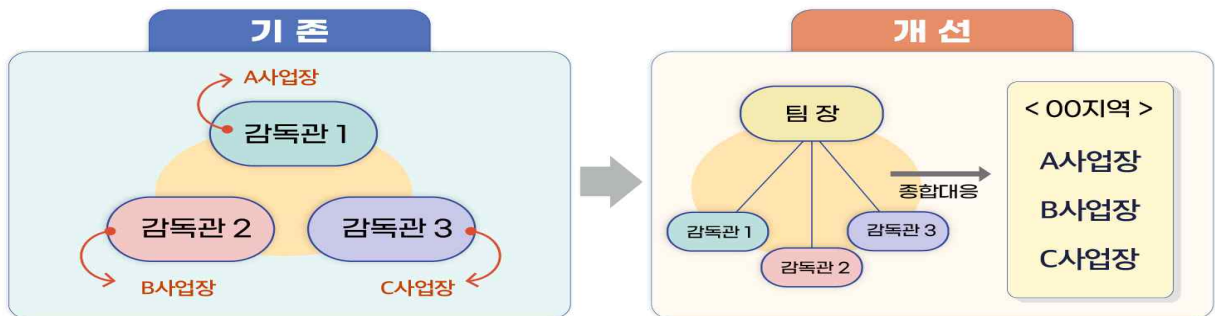 기 존
A사업장
감독관 1
감독관 2
감독관 3
B사업장
C사업장
개 선
팀 장
감독관 1
감독관 2
감독관 3
종합대응
< OO지역 >
A사업장
B사업장
C사업장